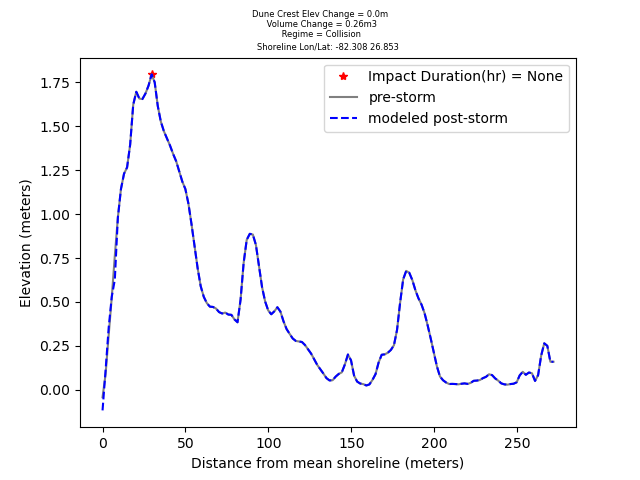 Dune Crest Elev Change = 0.0m
Volume Change = 0.26m3
Regime = Collision
Shoreline Lon/Lat: -82.308 26.853
Impact Duration(hr) = None
pre-storm
modeled post-storm
Elevation (meters)
1.75
1.50
1.25
1.00
0.75
0.50
0.25
0.00
0 50 100 150 200 250
Distance from mean shoreline (meters)